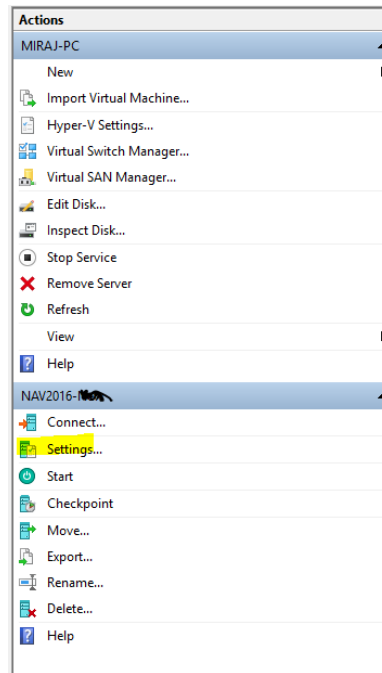 Actions
MIRAJ-PC
New
Import Virtual Machine...
Hyper-V Settings...
Virtual Switch Manager...
Virtual SAN Manager...
Edit Disk...
Inspect Disk...
Stop Service
Remove Server
Refresh
View
Help
NAV2016-
Connect...
Settings...
Start
Checkpoint
Move...
Export...
Rename...
Delete...
Help